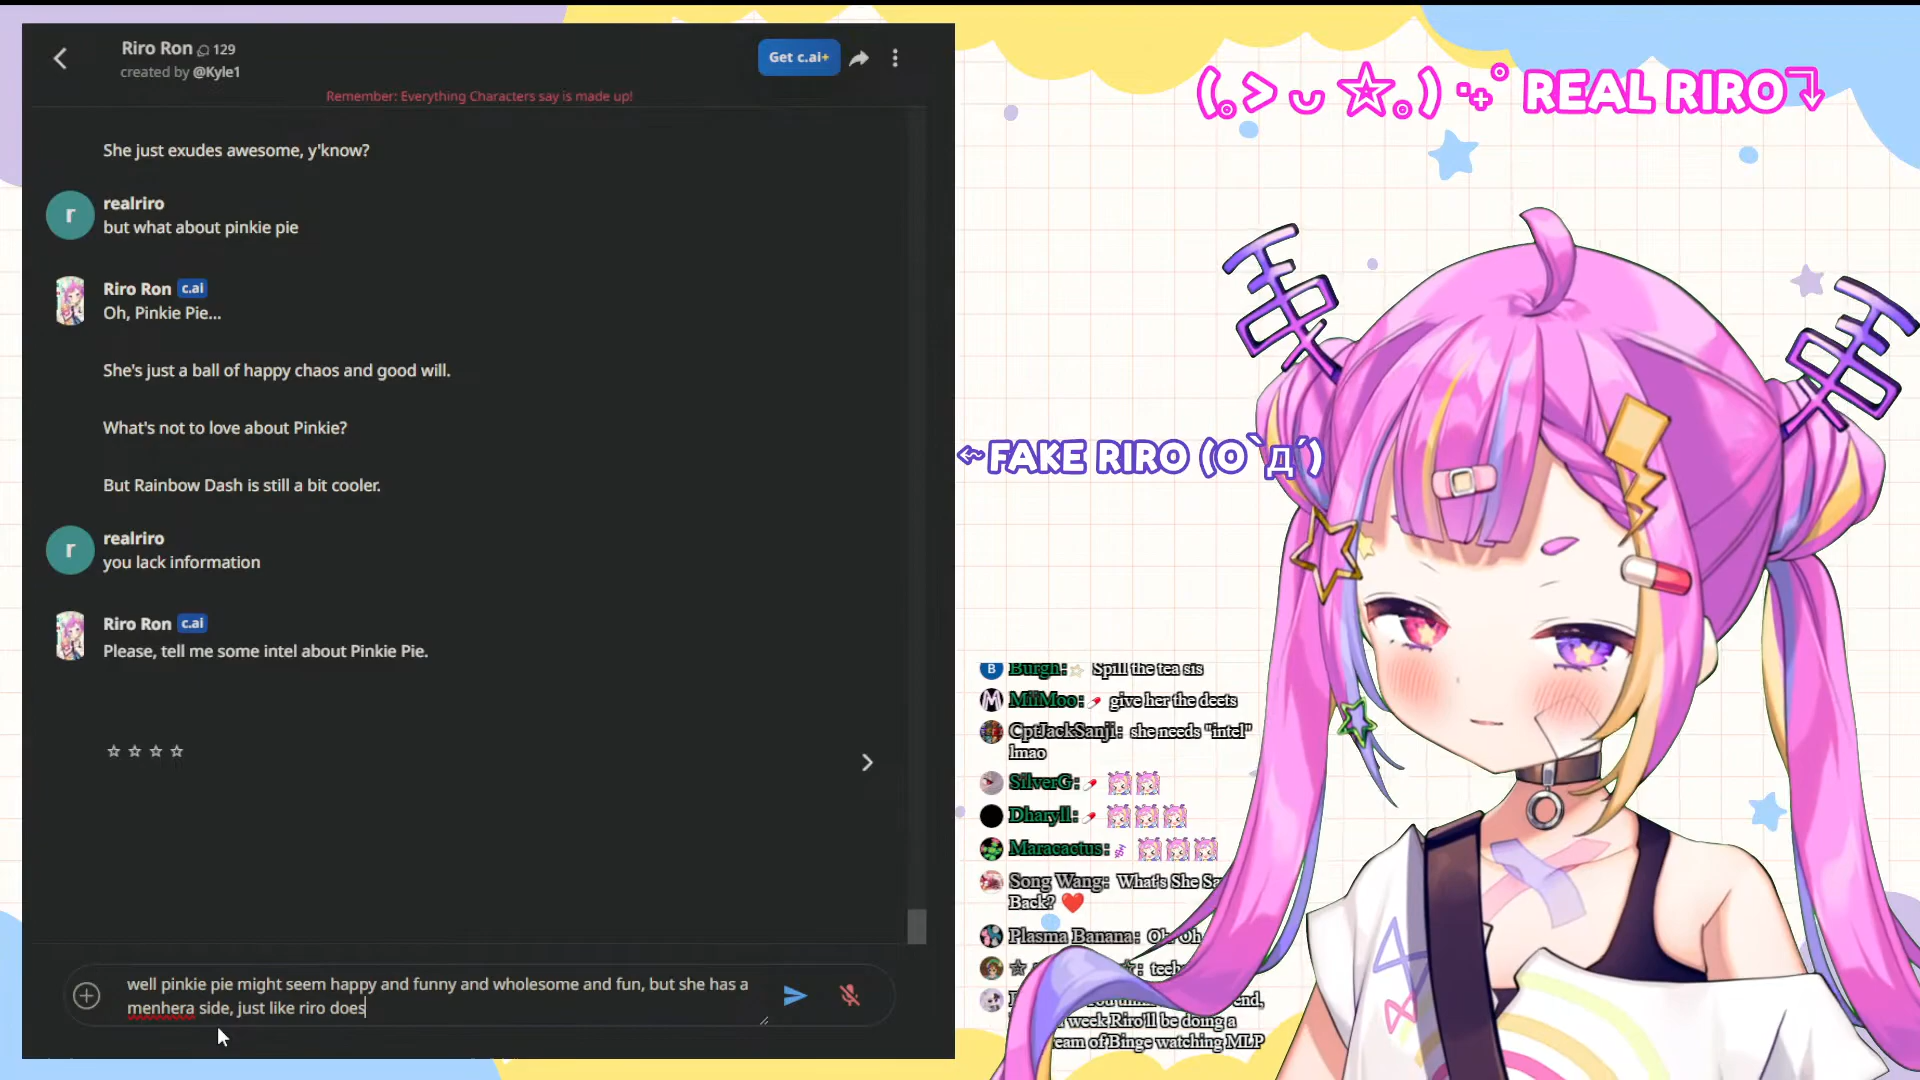 Riro Ron 129
created by @Kyle1
Get c.ai+
Remember: Everything Characters say is made up!
She just exudes awesome, y'know?
r
realriro
but what about pinkie pie
Riro Ron c.ai
Oh, Pinkie Pie...
She's just a ball of happy chaos and good will.
What's not to love about Pinkie?
But Rainbow Dash is still a bit cooler.
r
realriro
you lack information
Riro Ron c.ai
Please, tell me some intel about Pinkie Pie.
☆ ☆ ☆ ☆
well pinkie pie might seem happy and funny and wholesome and fun, but she has a
menhera side, just like riro does
(｡> ᴗ ☆｡) ‧₊˚ REAL RIRO⤵
←FAKE RIRO (O`д´)
B Burgh: Spill the tea sis
MiiMoo: give her the deets
CptJackSanji: she needs "intel"
lmao
SilverG:
Dharyll:
Maracactus:
Song Wang: What's She
Back? ❤️
Plasma Banana: Oh
week Riro'll be doing a
of Binge watching MLP